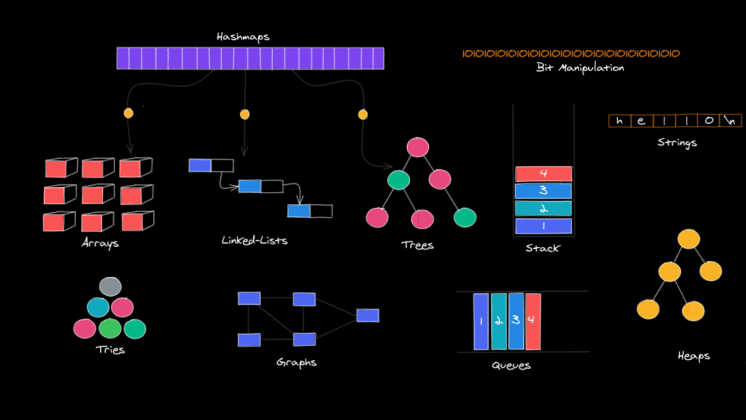 Hashmaps
IOIOIOIOIOIOIOIOIOIOIOIOIOIOIOIOIOIOIOIO
Bit Manipulation
h e l l o \n
Strings
4
3
2
1
Arrays
Linked-Lists
Trees
Stack
1 2 3 4
Tries
Graphs
Queues
Heaps